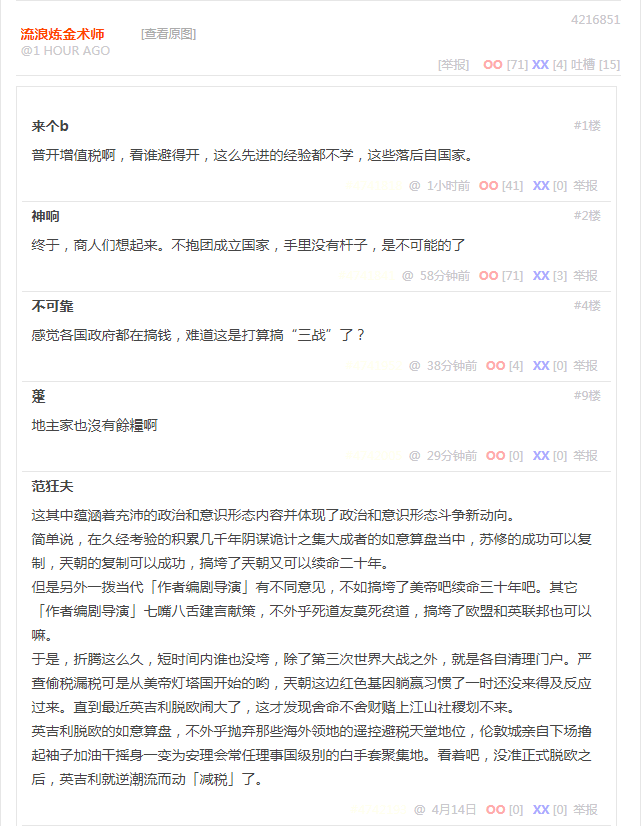 4216851
流浪炼金术师 [查看原图]
@1 HOUR AGO
[举报] OO [71] XX [4] 吐槽 [15]
来个b #1楼
普开增值税啊，看谁避得开，这么先进的经验都不学，这些落后自国家。
@ 1小时前 OO [41] XX [0] 举报
神响 #2楼
终于，商人们想起来。不抱团成立国家，手里没有杆子，是不可能的了
@ 58分钟前 OO [71] XX [3] 举报
不可靠 #4楼
感觉各国政府都在搞钱，难道这是打算搞“三战”了？
@ 38分钟前 OO [4] XX [0] 举报
蓬 #9楼
地主家也沒有餘糧啊
@ 29分钟前 OO [0] XX [0] 举报
范狂夫
这其中蕴涵着充沛的政治和意识形态内容并体现了政治和意识形态斗争新动向。
简单说，在久经考验的积累几千年阴谋诡计之集大成者的如意算盘当中，苏修的成功可以复
制，天朝的复制可以成功，搞垮了天朝又可以续命二十年。
但是另外一拨当代「作者编剧导演」有不同意见，不如搞垮了美帝吧续命三十年吧。其它
「作者编剧导演」七嘴八舌建言献策，不外乎死道友莫死贫道，搞垮了欧盟和英联邦也可以
嘛。
于是，折腾这么久，短时间内谁也没垮，除了第三次世界大战之外，就是各自清理门户。严
查偷税漏税可是从美帝灯塔国开始的哟，天朝这边红色基因躺赢习惯了一时还没来得及反应
过来。直到最近英吉利脱欧闹大了，这才发现舍命不舍财赌上江山社稷划不来。
英吉利脱欧的如意算盘，不外乎抛弃那些海外领地的遥控避税天堂地位，伦敦城亲自下场撸
起袖子加油干摇身一变为安理会常任理事国级别的白手套聚集地。看着吧，没准正式脱欧之
后，英吉利就逆潮流而动「减税」了。
@ 4月14日 OO [0] XX [0] 举报